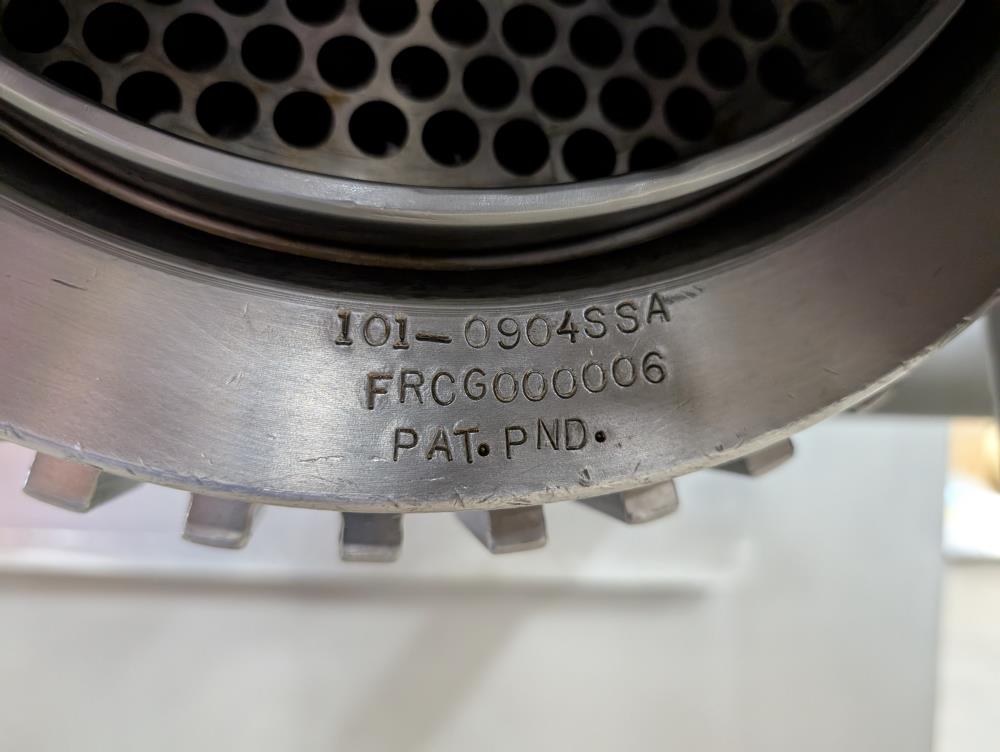 101-0904SSA
FRCG000006
PAT. PND.